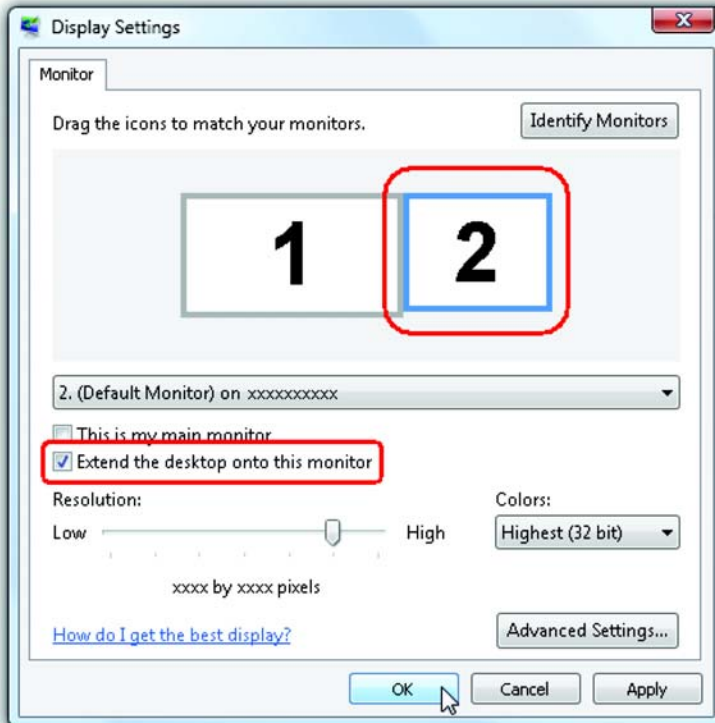 Display Settings
Monitor
Drag the icons to match your monitors.
Identify Monitors
1
2
2. (Default Monitor) on xxxxxxxxxx
This is my main monitor
Extend the desktop onto this monitor
Resolution:
Colors:
Low
High
Highest (32 bit)
xxxx by xxxx pixels
How do I get the best display?
Advanced Settings...
OK
Cancel
Apply